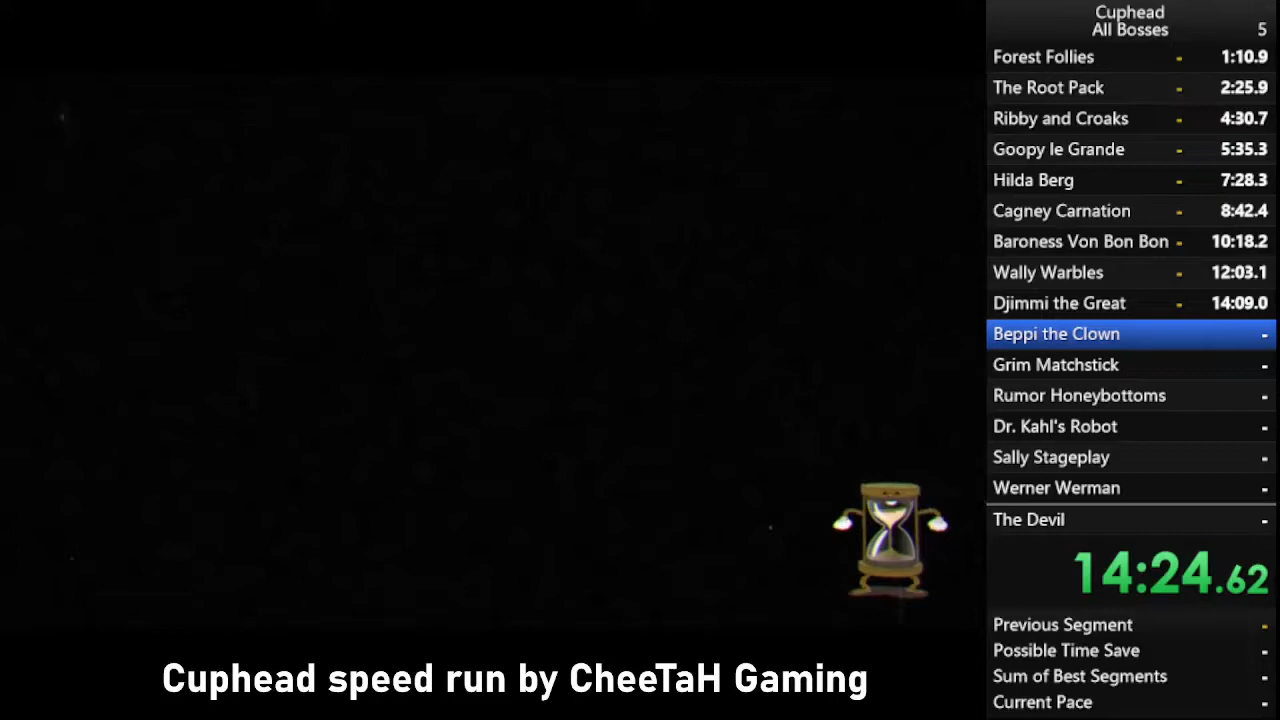 Cuphead
All Bosses 5
Forest Follies - 1:10.9
The Root Pack - 2:25.9
Ribby and Croaks - 4:30.7
Goopy le Grande - 5:35.3
Hilda Berg - 7:28.3
Cagney Carnation - 8:42.4
Baroness Von Bon Bon - 10:18.2
Wally Warbles - 12:03.1
Djimmi the Great - 14:09.0
Beppi the Clown -
Grim Matchstick -
Rumor Honeybottoms -
Dr. Kahl's Robot -
Sally Stageplay -
Werner Werman -
The Devil -
14:24.62
Previous Segment -
Possible Time Save -
Sum of Best Segments -
Current Pace -
Cuphead speed run by CheeTaH Gaming